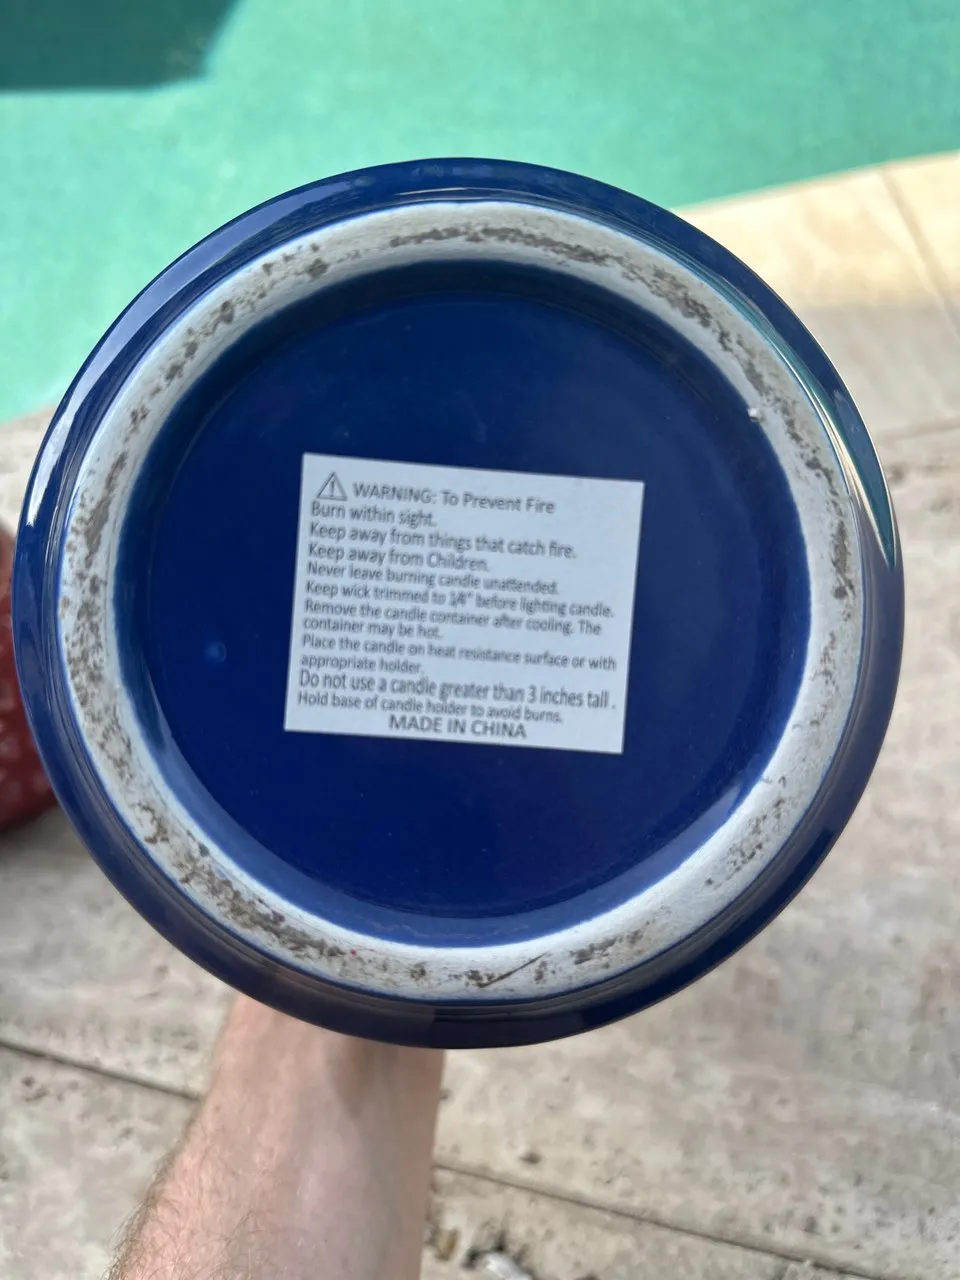 WARNING: To Prevent Fire
Burn within sight.
Keep away from things that catch fire.
Keep away from Children.
Never leave burning candle unattended.
Keep wick trimmed to 1/4" before lighting candle.
Remove the candle container after cooling. The
container may be hot.
Place the candle on heat resistance surface or with
appropriate holder.
Do not use a candle greater than 3 inches tall .
Hold base of candle holder to avoid burns.
MADE IN CHINA